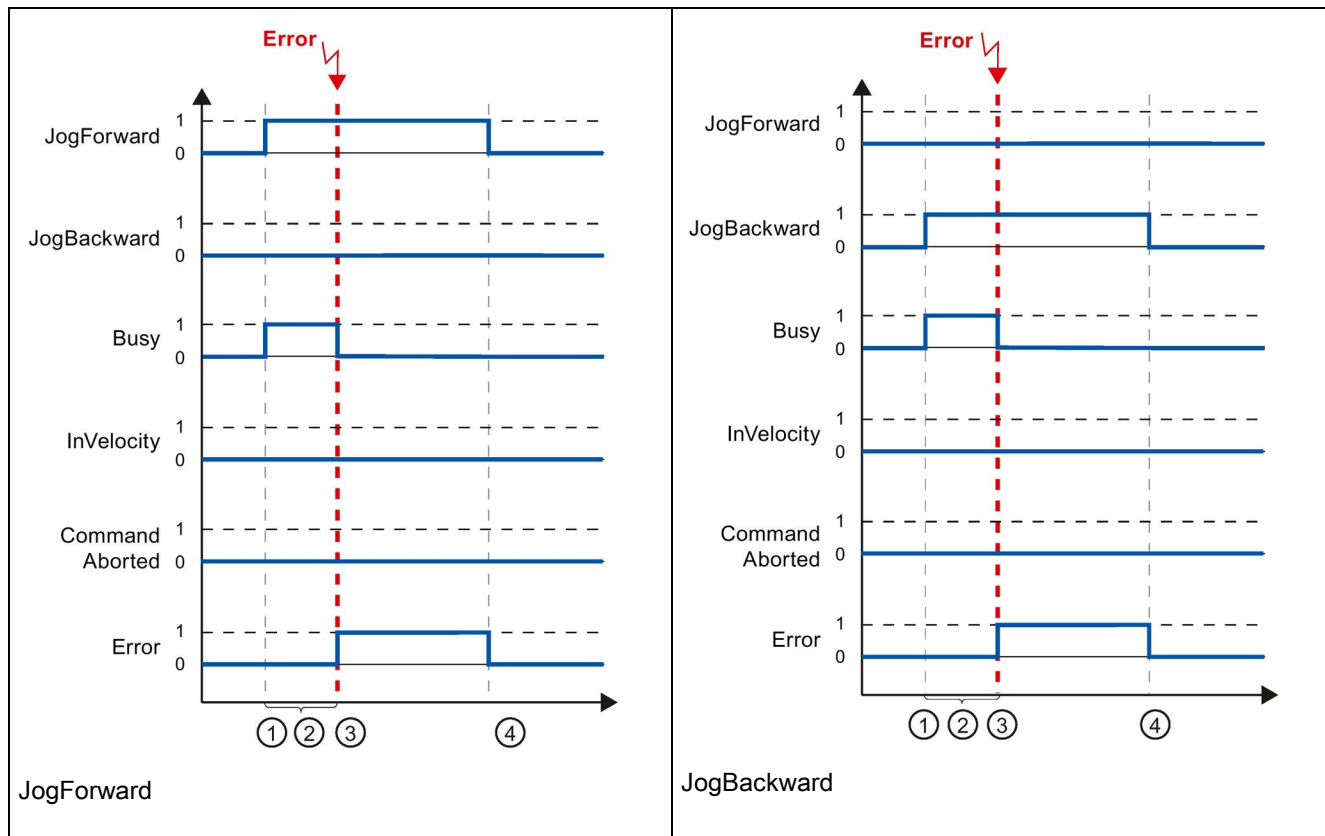 Error
JogForward
1
0
JogBackward
1
0
Busy
1
0
InVelocity
1
0
Command
Aborted
1
0
Error
1
0
① ② ③ ④
JogForward
Error
JogForward
1
0
JogBackward
1
0
Busy
1
0
InVelocity
1
0
Command
Aborted
1
0
Error
1
0
① ② ③ ④
JogBackward